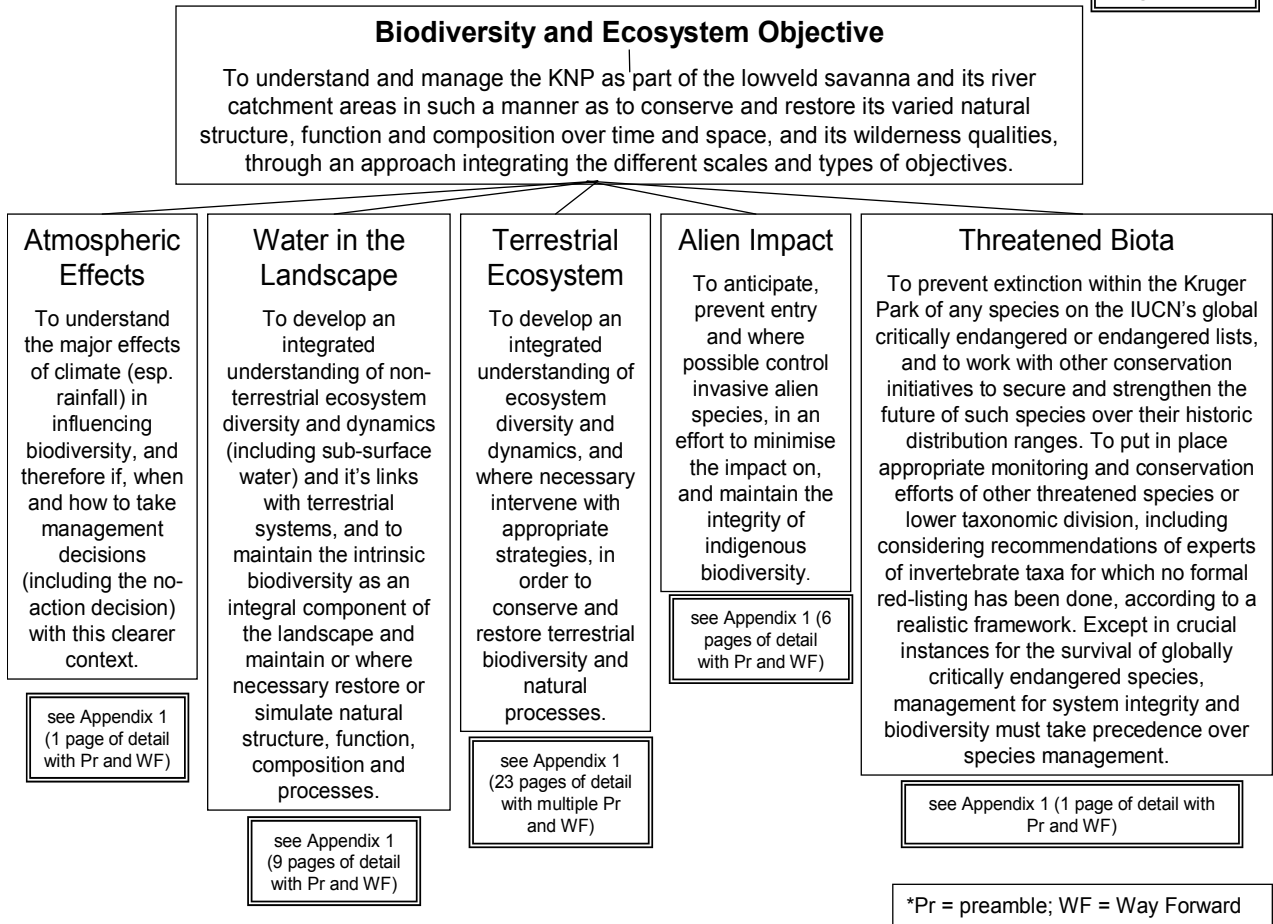 Biodiversity and Ecosystem Objective
To understand and manage the KNP as part of the lowveld savanna and its river
catchment areas in such a manner as to conserve and restore its varied natural
structure, function and composition over time and space, and its wilderness qualities,
through an approach integrating the different scales and types of objectives.
Atmospheric
Effects
To understand
the major effects
of climate (esp.
rainfall) in
influencing
biodiversity, and
therefore if, when
and how to take
management
decisions
(including the no-
action decision)
with this clearer
context.
see Appendix 1
(1 page of detail
with Pr and WF)
Water in the
Landscape
To develop an
integrated
understanding of non-
terrestrial ecosystem
diversity and dynamics
(including sub-surface
water) and it's links
with terrestrial
systems, and to
maintain the intrinsic
biodiversity as an
integral component of
the landscape and
maintain or where
necessary restore or
simulate natural
structure, function,
composition and
processes.
see Appendix 1
(9 pages of detail
with Pr and WF)
Terrestrial
Ecosystem
To develop an
integrated
understanding of
ecosystem
diversity and
dynamics, and
where necessary
intervene with
appropriate
strategies, in
order to
conserve and
restore terrestrial
biodiversity and
natural
processes.
see Appendix 1
(23 pages of detail
with multiple Pr
and WF)
Alien Impact
To anticipate,
prevent entry
and where
possible control
invasive alien
species, in an
effort to minimise
the impact on,
and maintain the
integrity of
indigenous
biodiversity.
see Appendix 1 (6
pages of detail
with Pr and WF)
Threatened Biota
To prevent extinction within the Kruger
Park of any species on the IUCN's global
critically endangered or endangered lists,
and to work with other conservation
initiatives to secure and strengthen the
future of such species over their historic
distribution ranges. To put in place
appropriate monitoring and conservation
efforts of other threatened species or
lower taxonomic division, including
considering recommendations of experts
of invertebrate taxa for which no formal
red-listing has been done, according to a
realistic framework. Except in crucial
instances for the survival of globally
critically endangered species,
management for system integrity and
biodiversity must take precedence over
species management.
see Appendix 1 (1 page of detail with
Pr and WF)
*Pr = preamble; WF = Way Forward